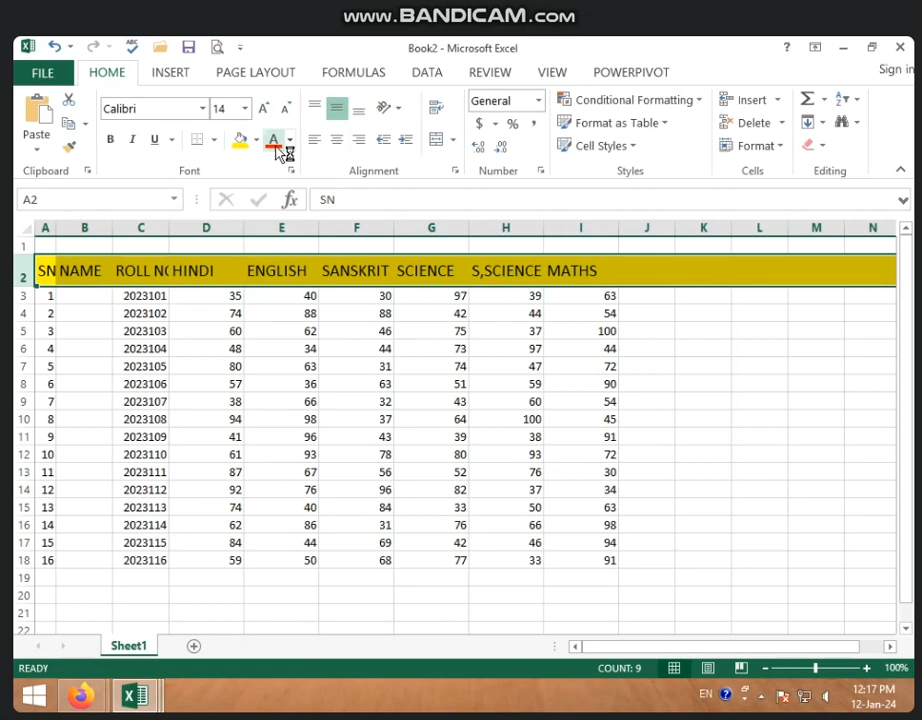 www.BANDICAM.com
Book2 - Microsoft Excel
FILE HOME INSERT PAGE LAYOUT FORMULAS DATA REVIEW VIEW POWERPIVOT Sign in
Paste Calibri 14 General Conditional Formatting Insert
B I U $ % , Format as Table Delete
Cell Styles Format
Clipboard Font Alignment Number Styles Cells Editing
A2 SN
A B C D E F G H I J K L M N
1
2 SN NAME ROLL NO HINDI ENGLISH SANSKRIT SCIENCE S,SCIENCE MATHS
3 1 2023101 35 40 30 97 39 63
4 2 2023102 74 88 88 42 44 54
5 3 2023103 60 62 46 75 37 100
6 4 2023104 48 34 44 73 97 44
7 5 2023105 80 63 31 74 47 72
8 6 2023106 57 36 63 51 59 90
9 7 2023107 38 66 32 43 60 54
10 8 2023108 94 98 37 64 100 45
11 9 2023109 41 96 43 39 38 91
12 10 2023110 61 93 78 80 93 72
13 11 2023111 87 67 56 52 76 30
14 12 2023112 92 76 96 82 37 34
15 13 2023113 74 40 84 33 50 63
16 14 2023114 62 86 31 76 66 98
17 15 2023115 84 44 69 42 46 94
18 16 2023116 59 50 68 77 33 91
19
20
21
22
Sheet1
READY COUNT: 9 100%
EN 12:17 PM
12-Jan-24